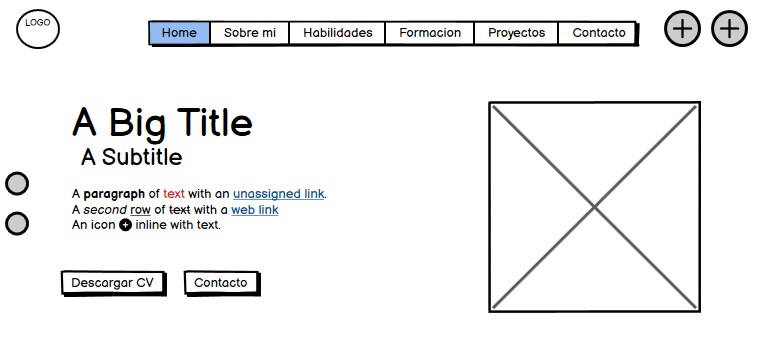 LOGO
Home Sobre mi Habilidades Formacion Proyectos Contacto
A Big Title
A Subtitle
A paragraph of text with an unassigned link.
A second row of text with a web link
An icon inline with text.
Descargar CV Contacto